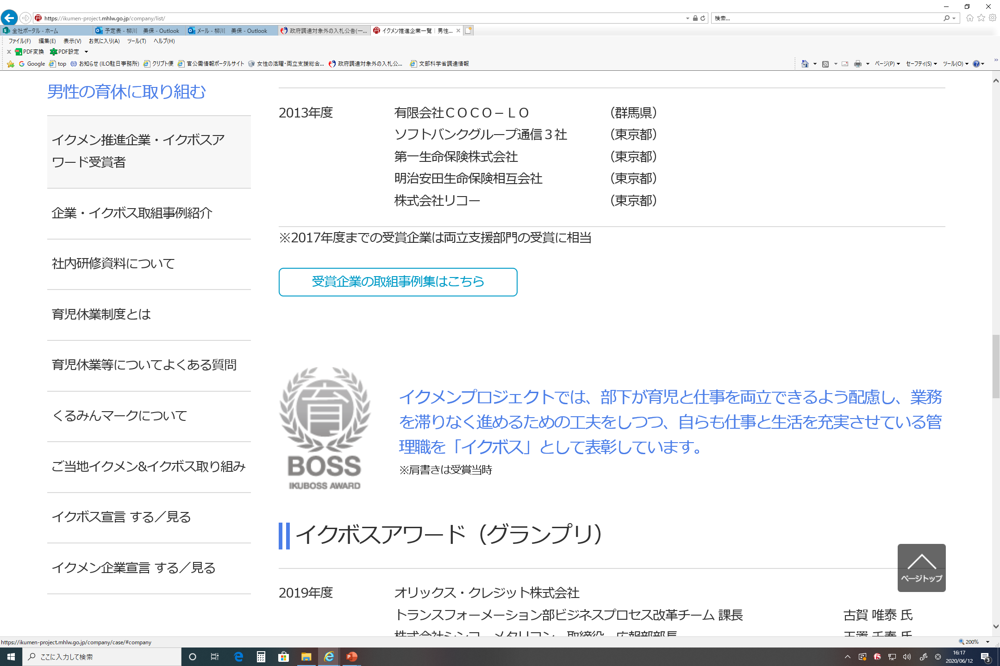 https://ikumen-project.mhlw.go.jp/company/list/
検索...
全社ポータル - ホーム
予定表 - 柳川 美保 - Outlook
メール - 柳川 美保 - Outlook
政府調達対象外の入札公告(一...
イクメン推進企業一覧｜男性...
ファイル(F) 編集(E) 表示(V) お気に入り(A) ツール(T) ヘルプ(H)
PDF変換 PDF設定
Google top お知らせ (ILO駐日事務所) クリプト便 官公需情報ポータルサイト 女性の活躍・両立支援総合... 政府調達対象外の入札公... 文部科学省調達情報
ページ(P) セーフティ(S) ツール(O)
男性の育休に取り組む
イクメン推進企業・イクボスア
ワード受賞者
企業・イクボス取組事例紹介
社内研修資料について
育児休業制度とは
育児休業等についてよくある質問
くるみんマークについて
ご当地イクメン&イクボス取り組み
イクボス宣言 する／見る
イクメン企業宣言 する／見る
2013年度 有限会社ＣＯＣＯ－ＬＯ （群馬県）
ソフトバンクグループ通信３社 （東京都）
第一生命保険株式会社 （東京都）
明治安田生命保険相互会社 （東京都）
株式会社リコー （東京都）
※2017年度までの受賞企業は両立支援部門の受賞に相当
受賞企業の取組事例集はこちら
育
BOSS
IKUBOSS AWARD
イクメンプロジェクトでは、部下が育児と仕事を両立できるよう配慮し、業務
を滞りなく進めるための工夫をしつつ、自らも仕事と生活を充実させている管
理職を「イクボス」として表彰しています。
※肩書きは受賞当時
イクボスアワード（グランプリ）
ページトップ
2019年度 オリックス・クレジット株式会社
トランスフォーメーション部ビジネスプロセス改革チーム 課長 古賀 唯泰 氏
https://ikumen-project.mhlw.go.jp/company/case/#company
200%
ここに入力して検索
16:17
2020/06/12
3